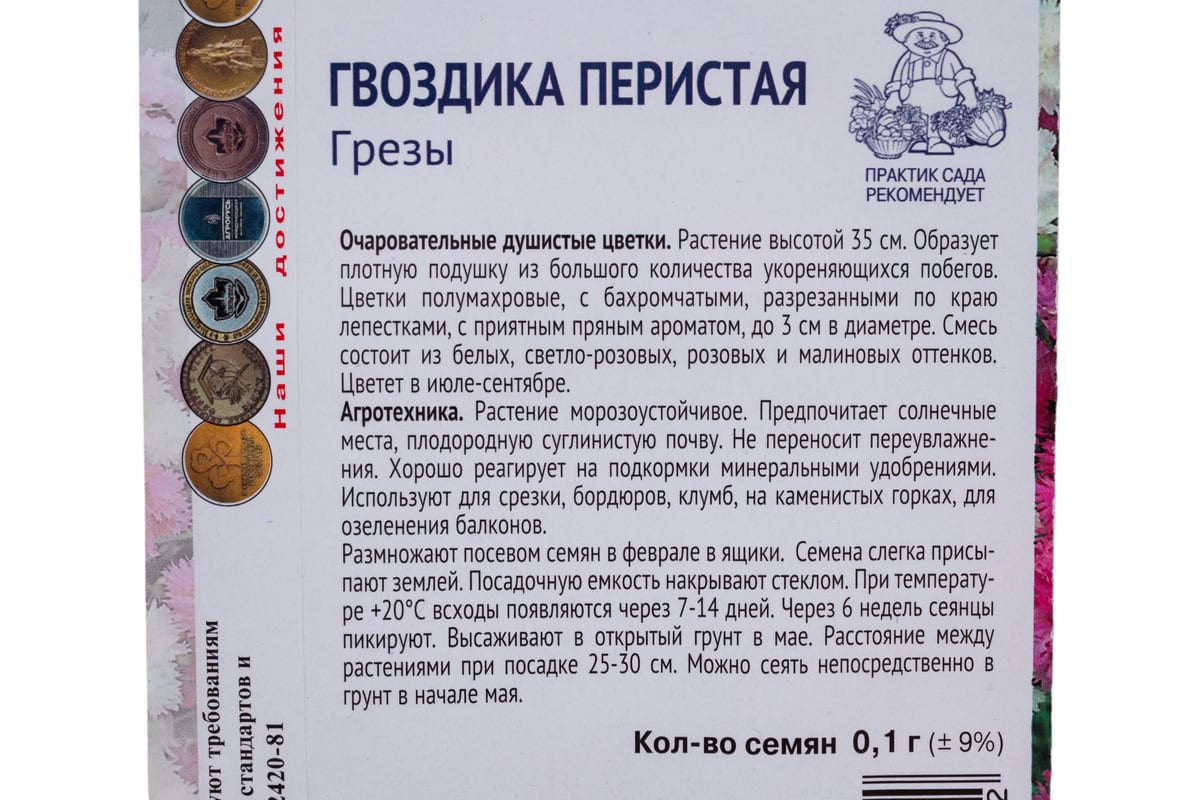 ГВОЗДИКА ПЕРИСТАЯ
Грезы
ПРАКТИК САДА
РЕКОМЕНДУЕТ
Наши достижения
АГРОРУСЬ
Очаровательные душистые цветки. Растение высотой 35 см. Образует
плотную подушку из большого количества укореняющихся побегов.
Цветки полумахровые, с бахромчатыми, разрезанными по краю
лепестками, с приятным пряным ароматом, до 3 см в диаметре. Смесь
состоит из белых, светло-розовых, розовых и малиновых оттенков.
Цветет в июле-сентябре.
Агротехника. Растение морозоустойчивое. Предпочитает солнечные
места, плодородную суглинистую почву. Не переносит переувлажне-
ния. Хорошо реагирует на подкормки минеральными удобрениями.
Используют для срезки, бордюров, клумб, на каменистых горках, для
озеленения балконов.
Размножают посевом семян в феврале в ящики. Семена слегка присы-
пают землей. Посадочную емкость накрывают стеклом. При температу-
ре +20°С всходы появляются через 7-14 дней. Через 6 недель сеянцы
пикируют. Высаживают в открытый грунт в мае. Расстояние между
растениями при посадке 25-30 см. Можно сеять непосредственно в
грунт в начале мая.
Кол-во семян 0,1 г (± 9%)
уют требованиям
стандартов и
2420-81
2